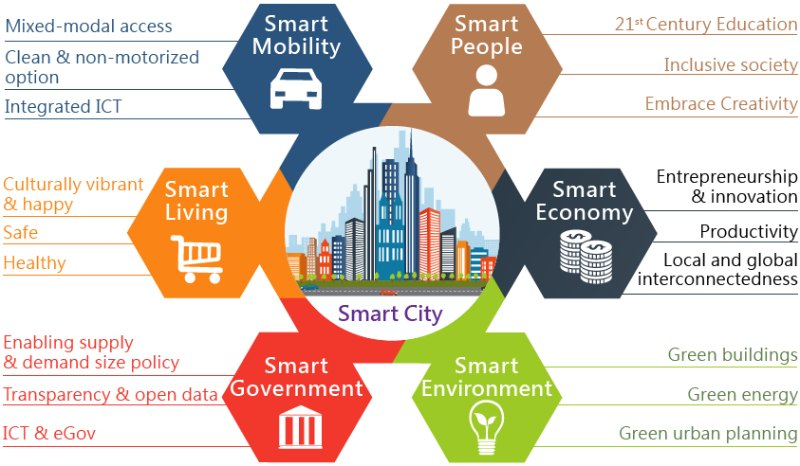 Mixed-modal access
Clean & non-motorized
option
Integrated ICT
Smart
Mobility
Smart
People
21st Century Education
Inclusive society
Embrace Creativity
Culturally vibrant
& happy
Safe
Healthy
Smart
Living
Smart City
Smart
Economy
Entrepreneurship
& innovation
Productivity
Local and global
interconnectedness
Enabling supply
& demand size policy
Transparency & open data
ICT & eGov
Smart
Government
Smart
Environment
Green buildings
Green energy
Green urban planning